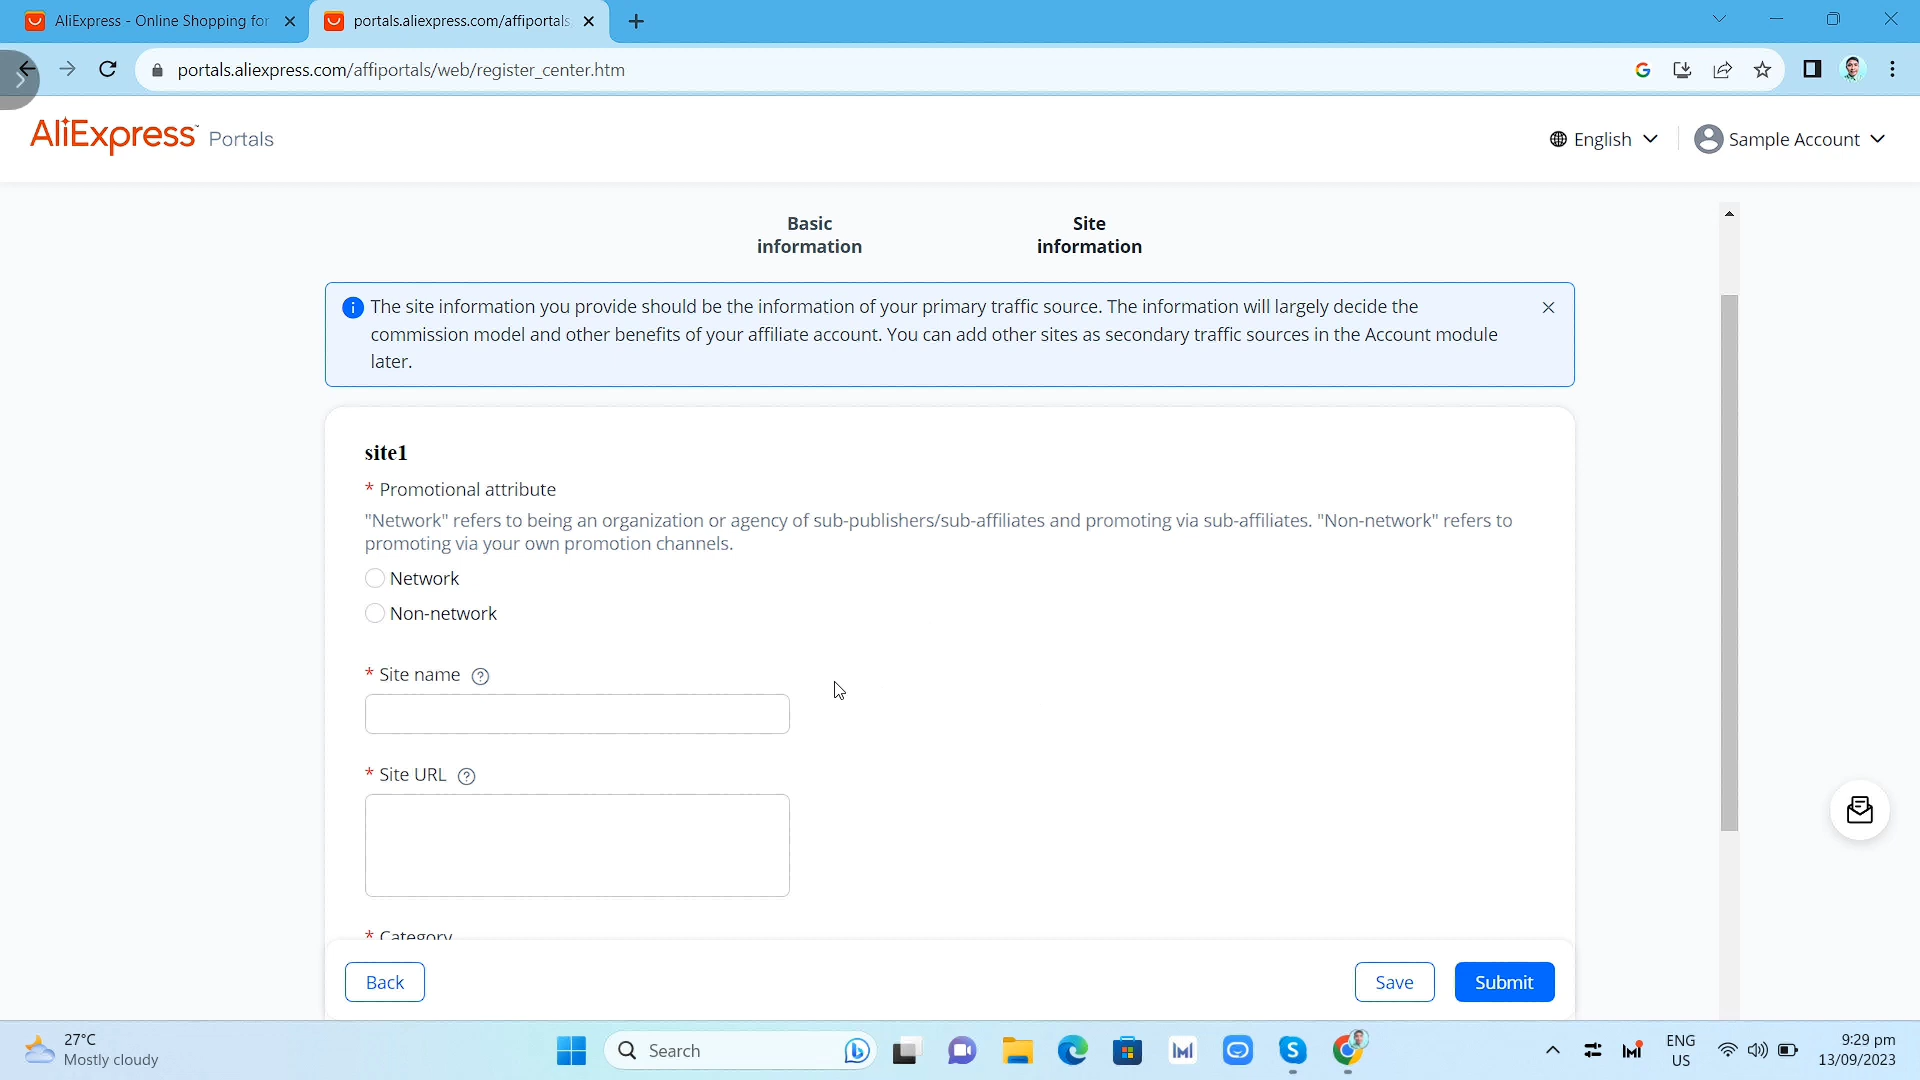 AliExpress - Online Shopping for
portals.aliexpress.com/affiportals
portals.aliexpress.com/affiportals/web/register_center.htm
AliExpress Portals
English
Sample Account
Basic
information
Site
information
The site information you provide should be the information of your primary traffic source. The information will largely decide the
commission model and other benefits of your affiliate account. You can add other sites as secondary traffic sources in the Account module
later.
site1
* Promotional attribute
"Network" refers to being an organization or agency of sub-publishers/sub-affiliates and promoting via sub-affiliates. "Non-network" refers to
promoting via your own promotion channels.
Network
Non-network
* Site name
* Site URL
* Category
Back
Save
Submit
27°C
Mostly cloudy
Search
ENG
US
9:29 pm
13/09/2023